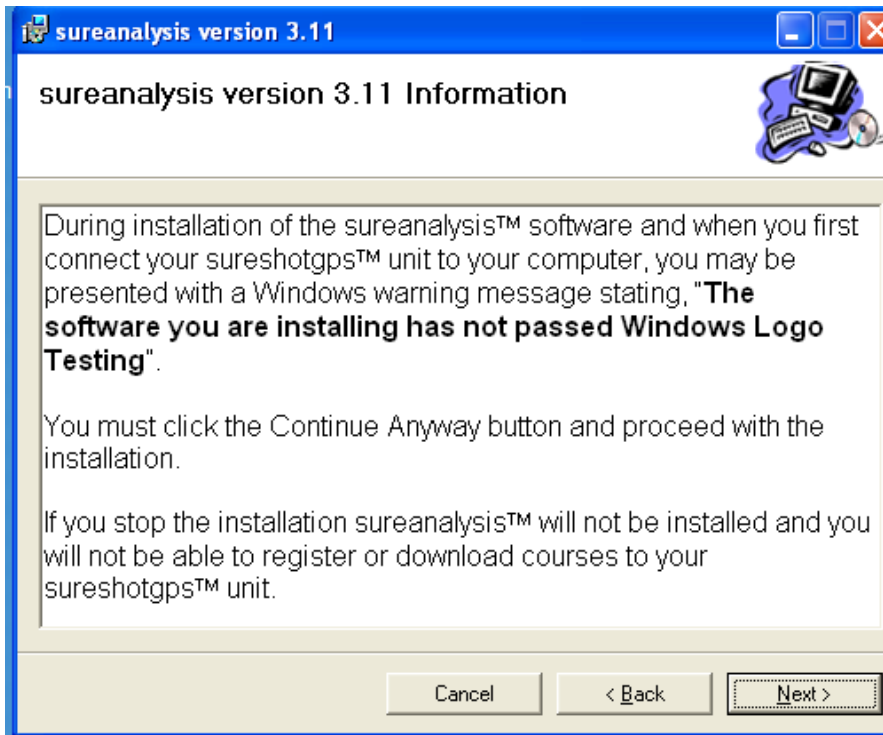 sureanalysis version 3.11
sureanalysis version 3.11 Information
During installation of the sureanalysis™ software and when you first
connect your sureshotgps™ unit to your computer, you may be
presented with a Windows warning message stating, "The
software you are installing has not passed Windows Logo
Testing".
You must click the Continue Anyway button and proceed with the
installation.
If you stop the installation sureanalysis™ will not be installed and you
will not be able to register or download courses to your
sureshotgps™ unit.
Cancel
< Back
Next >